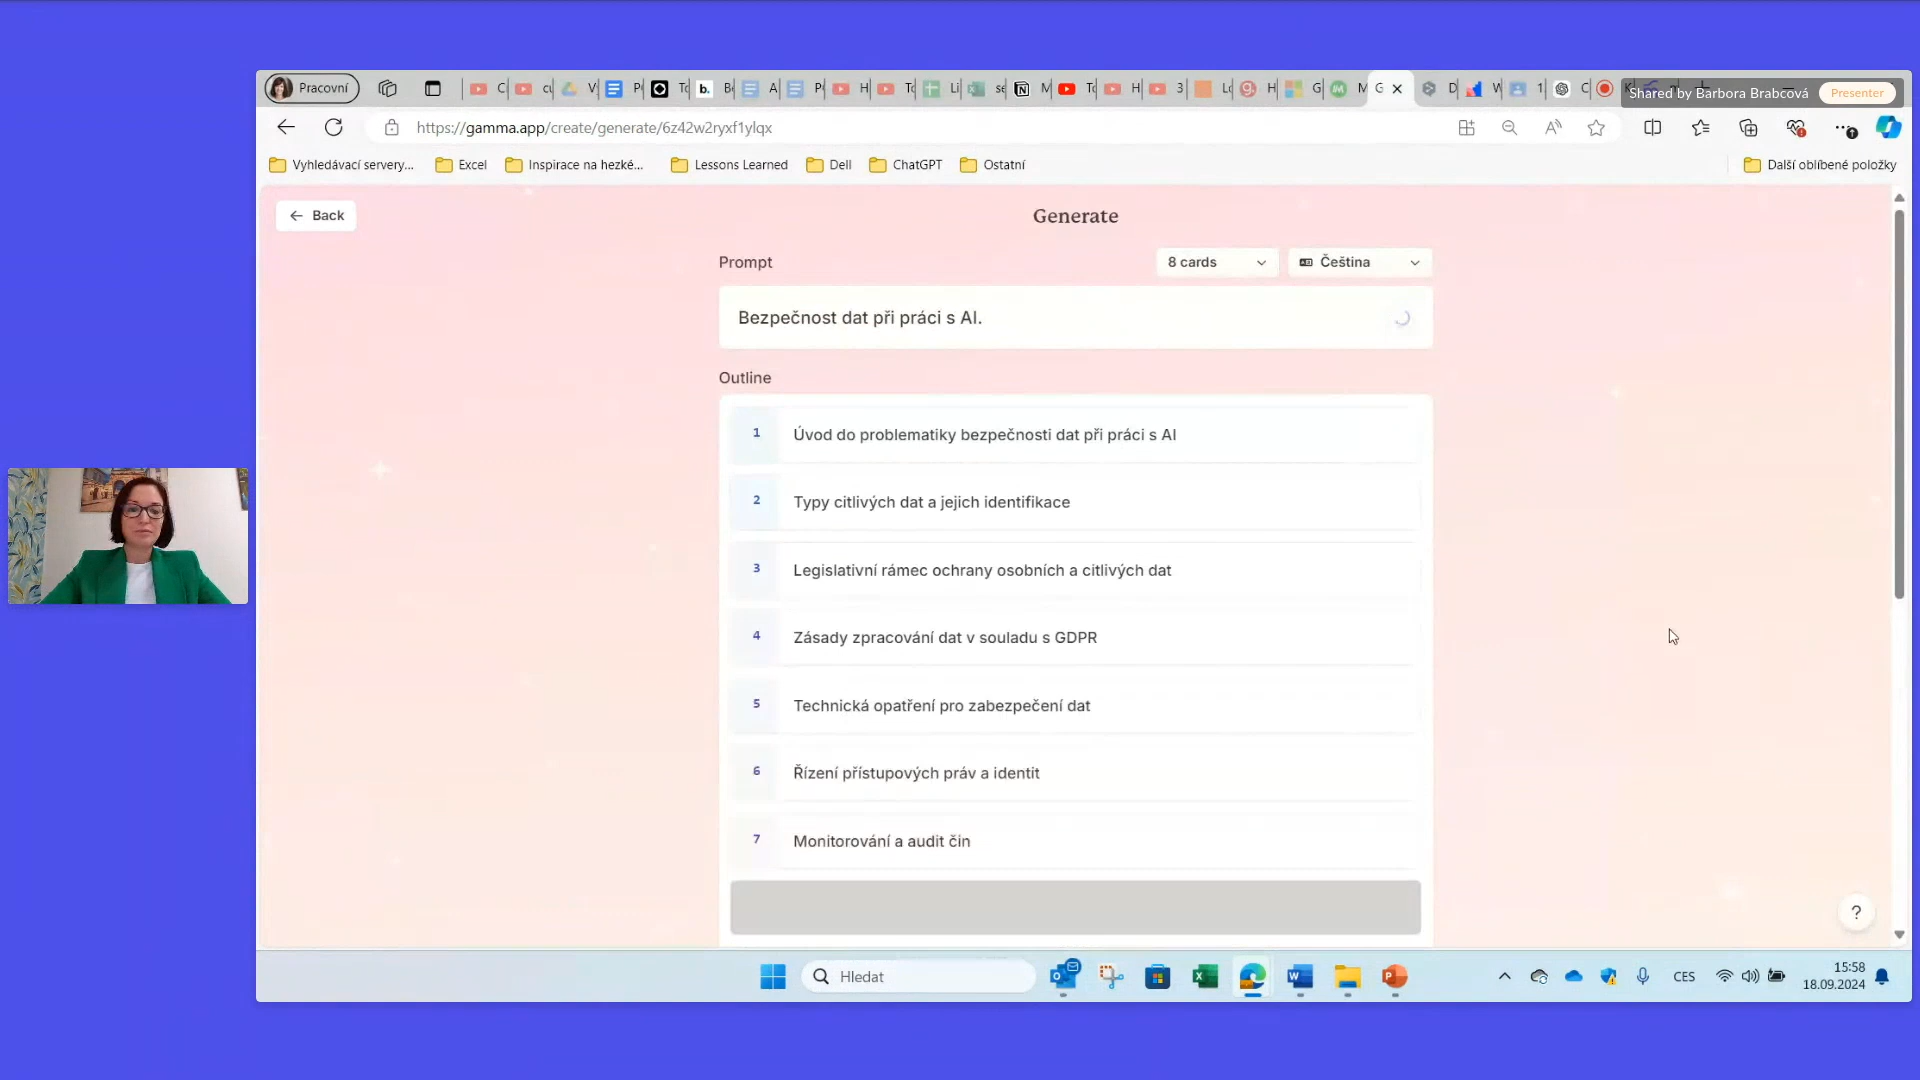 Pracovní
Shared by Barbora Brabcová
Presenter
https://gamma.app/create/generate/6z42w2ryxf1ylqx
Vyhledávací servery...
Excel
Inspirace na hezké...
Lessons Learned
Dell
ChatGPT
Ostatní
Další oblíbené položky
Back
Generate
Prompt
8 cards
Čeština
Bezpečnost dat při práci s AI.
Outline
1 Úvod do problematiky bezpečnosti dat při práci s AI
2 Typy citlivých dat a jejich identifikace
3 Legislativní rámec ochrany osobních a citlivých dat
4 Zásady zpracování dat v souladu s GDPR
5 Technická opatření pro zabezpečení dat
6 Řízení přístupových práv a identit
7 Monitorování a audit čin
?
Hledat
CES
15:58
18.09.2024